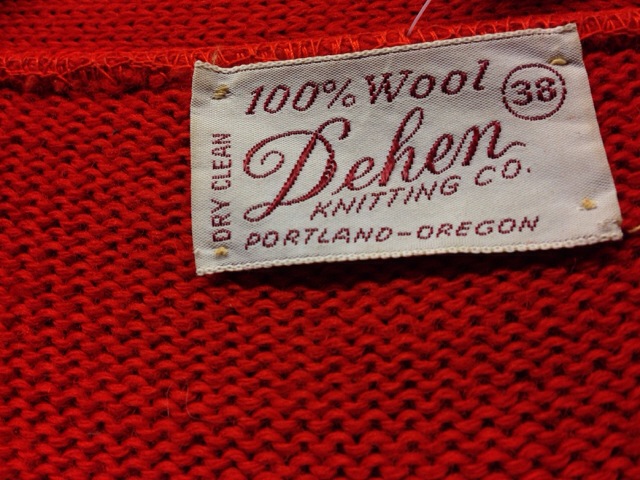 100% Wool 38
Dehen
KNITTING CO.
PORTLAND-OREGON
DRY CLEAN